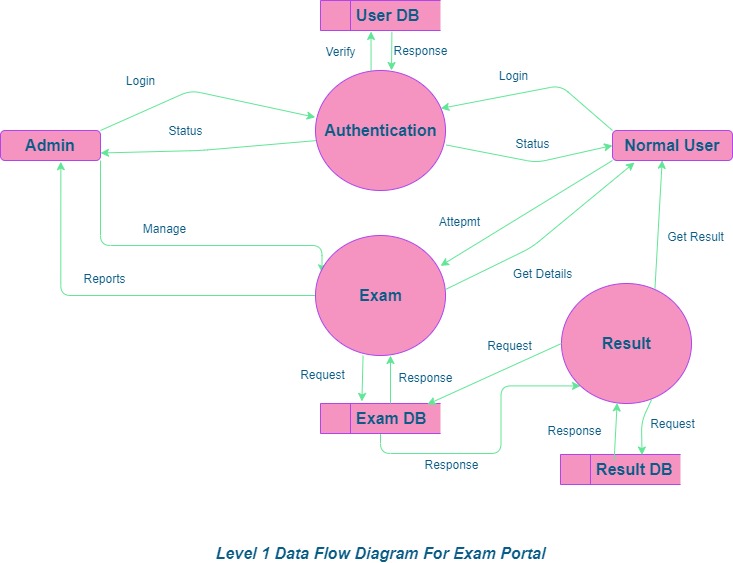 User DB
Verify
Response
Login
Login
Authentication
Status
Status
Admin
Normal User
Attepmt
Manage
Get Result
Get Details
Reports
Exam
Result
Request
Request
Response
Exam DB
Request
Response
Response
Result DB
Level 1 Data Flow Diagram For Exam Portal